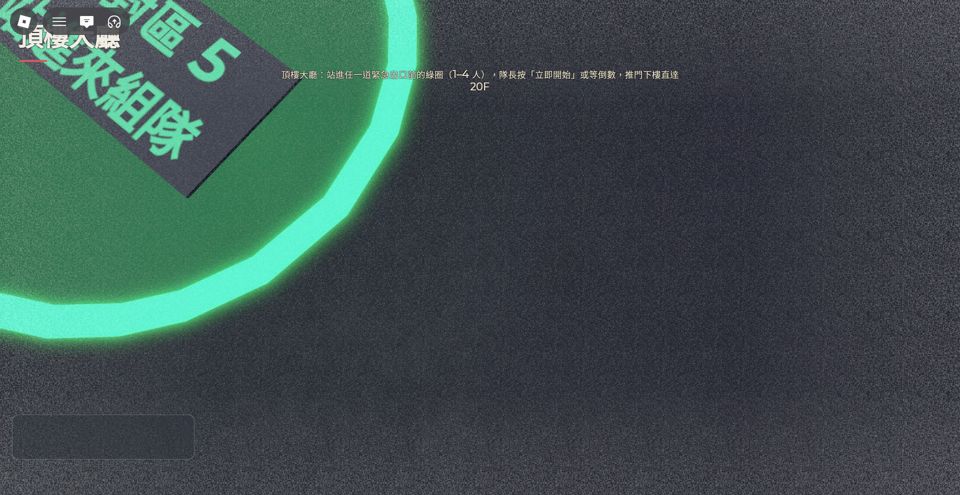 頂樓大廳
頂樓大廳：站進任一道緊急出口前的綠圈（1–4 人），隊長按「立即開始」或等倒數，推門下樓直達
20F
區 5
進來組隊